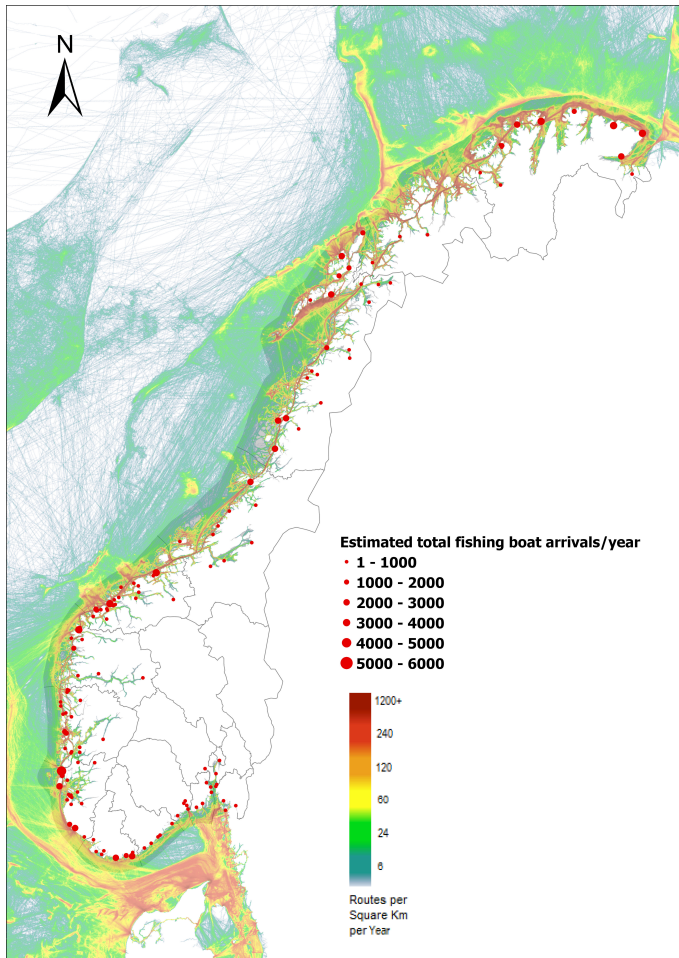 N
Estimated total fishing boat arrivals/year
1 - 1000
1000 - 2000
2000 - 3000
3000 - 4000
4000 - 5000
5000 - 6000
1200+
240
120
60
24
6
Routes per
Square Km
per Year